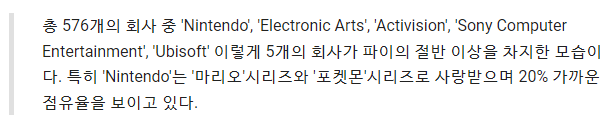 총 576개의 회사 중 'Nintendo', 'Electronic Arts', 'Activision', 'Sony Computer
Entertainment', 'Ubisoft' 이렇게 5개의 회사가 파이의 절반 이상을 차지한 모습이
다. 특히 'Nintendo'는 '마리오'시리즈와 '포켓몬'시리즈로 사랑받으며 20% 가까운
점유율을 보이고 있다.